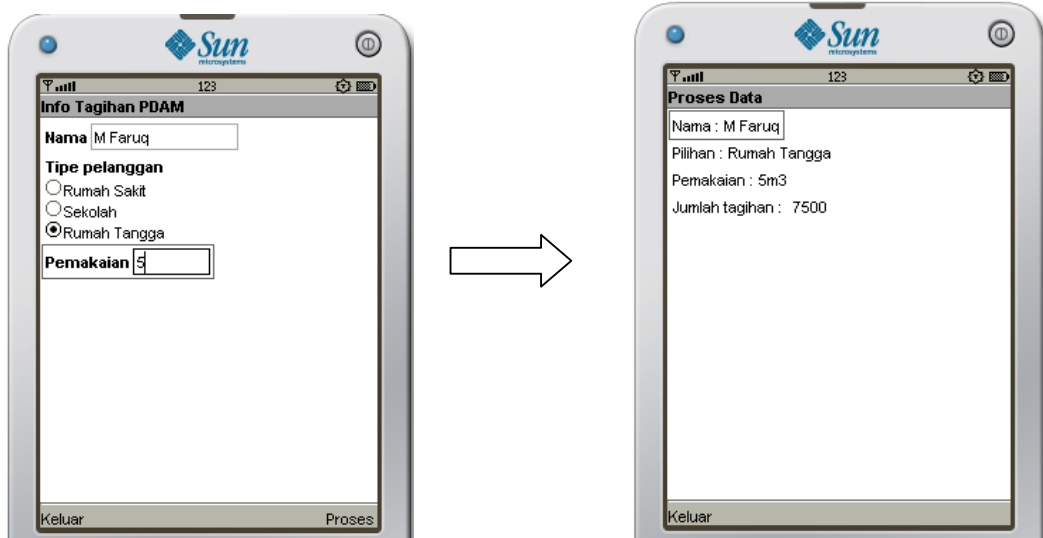 Sun
microsystems
123
Info Tagihan PDAM
Nama M Faruq
Tipe pelanggan
Rumah Sakit
Sekolah
Rumah Tangga
Pemakaian 5
Keluar Proses
Sun
microsystems
123
Proses Data
Nama : M Faruq
Pilihan : Rumah Tangga
Pemakaian : 5m3
Jumlah tagihan : 7500
Keluar